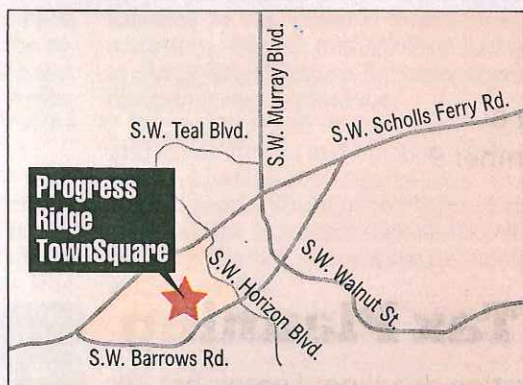 S.W. Murray Blvd.
S.W. Scholls Ferry Rd.
S.W. Teal Blvd.
Progress
Ridge
TownSquare
S.W. Horizon Blvd.
S.W. Walnut St.
S.W. Barrows Rd.